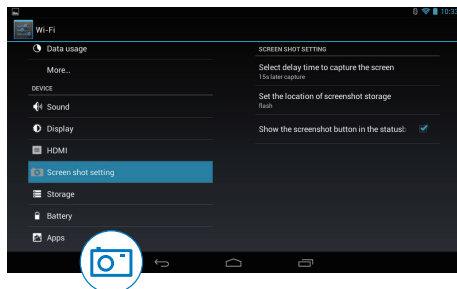 10:33
Wi-Fi
Data usage
More...
DEVICE
Sound
Display
HDMI
Screen shot setting
Storage
Battery
Apps
SCREEN SHOT SETTING
Select delay time to capture the screen
15s later capture
Set the location of screenshot storage
flash
Show the screenshot button in the status